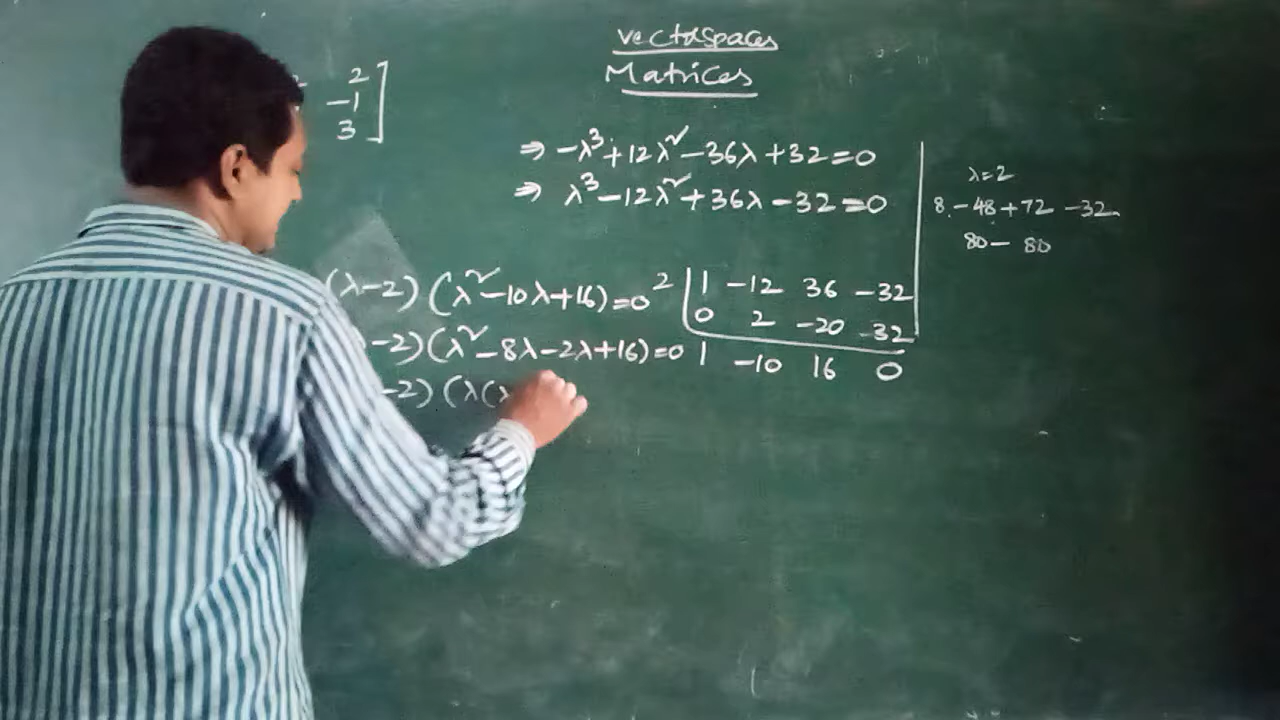 vectorspaces
Matrices
2
-1
3
⇒ -λ³+12λ²-36λ+32=0
⇒ λ³-12λ²+36λ-32=0
λ=2
8-48+72-32
80-80
(λ-2)(λ²-10λ+16)=0
2 | 1 -12 36 -32
0 2 -20 -32
1 -10 16 0
-2)(λ²-8λ-2λ+16)=0
-2)(λ(λ